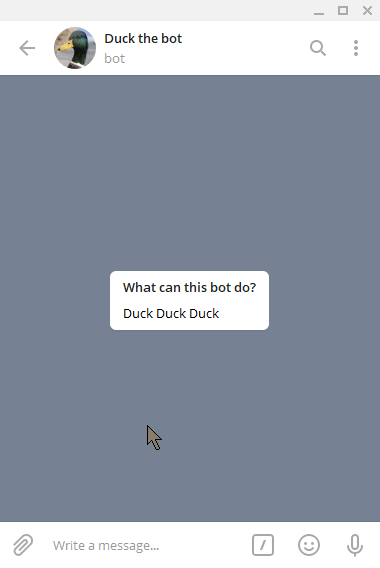 Duck the bot
bot
What can this bot do?
Duck Duck Duck
Write a message...